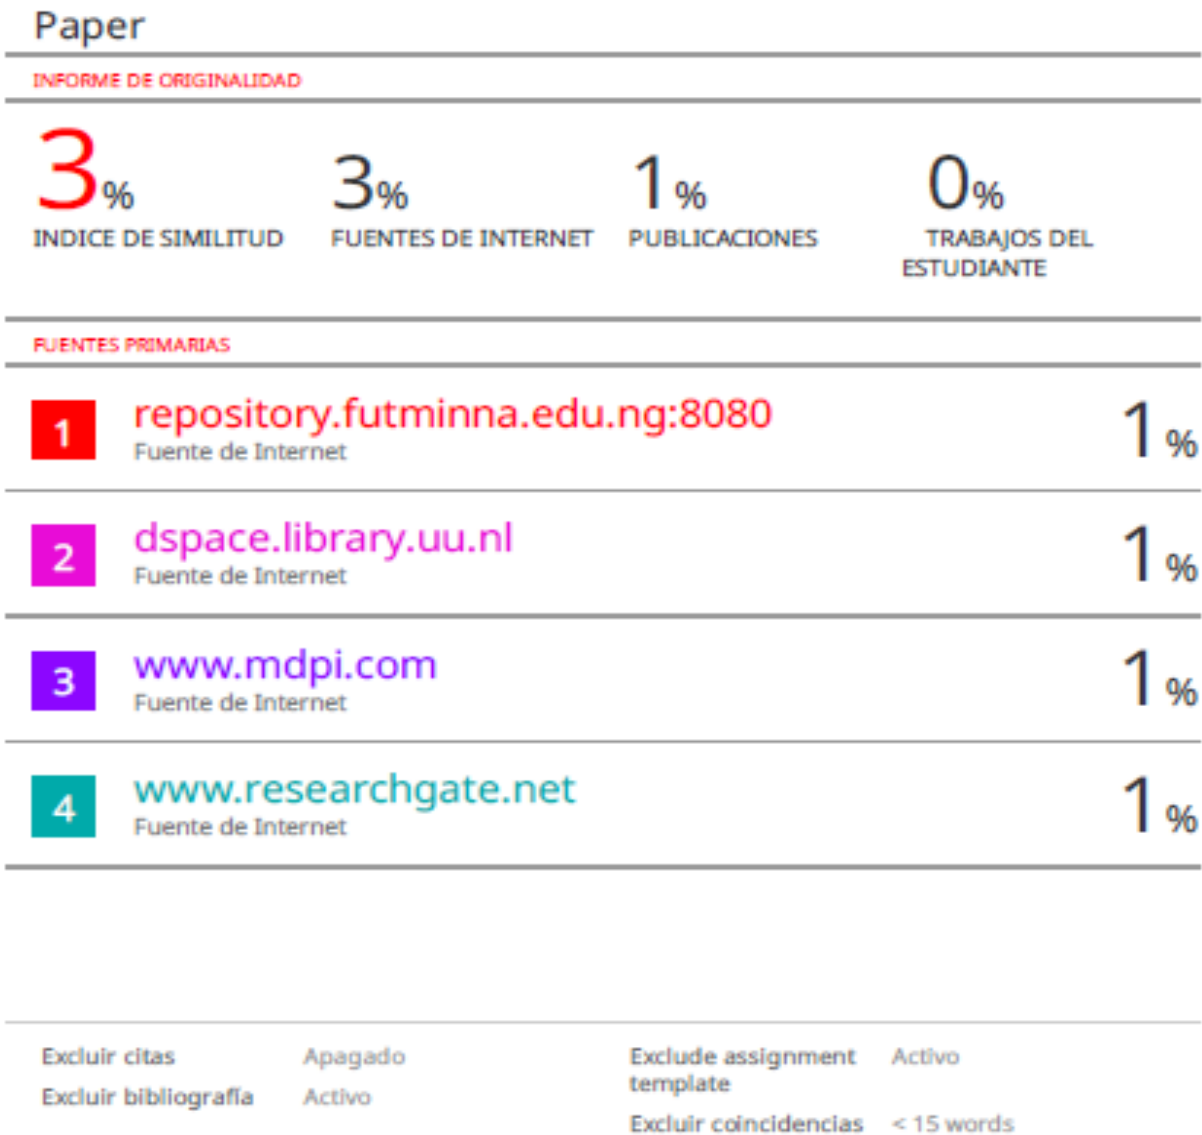 Paper
INFORME DE ORIGINALIDAD
3%
3%
1%
0%
INDICE DE SIMILITUD
FUENTES DE INTERNET
PUBLICACIONES
TRABAJOS DEL
ESTUDIANTE
FUENTES PRIMARIAS
1
repository.futminna.edu.ng:8080
Fuente de Internet
1%
2
dspace.library.uu.nl
Fuente de Internet
1%
3
www.mdpi.com
Fuente de Internet
1%
4
www.researchgate.net
Fuente de Internet
1%
Excluir citas
Apagado
Excluir bibliografía
Activo
Exclude assignment
template
Activo
Excluir coincidencias
< 15 words